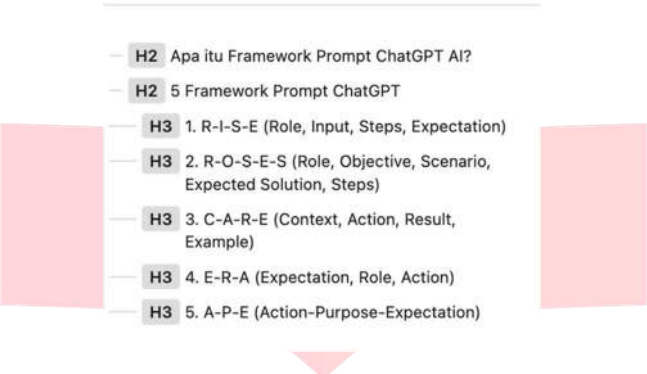 H2 Apa itu Framework Prompt ChatGPT AI?
H2 5 Framework Prompt ChatGPT
H3 1. R-I-S-E (Role, Input, Steps, Expectation)
H3 2. R-O-S-E-S (Role, Objective, Scenario,
Expected Solution, Steps)
H3 3. C-A-R-E (Context, Action, Result,
Example)
H3 4. E-R-A (Expectation, Role, Action)
H3 5. A-P-E (Action-Purpose-Expectation)